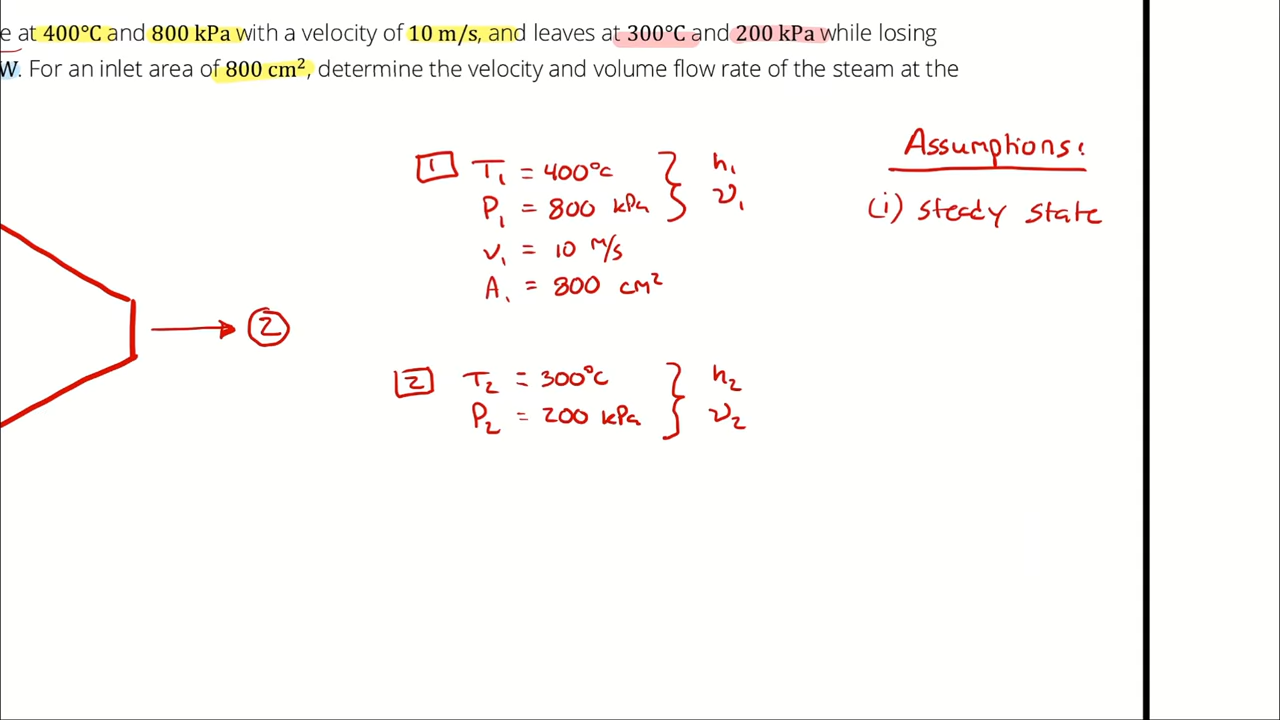 e at 400°C and 800 kPa with a velocity of 10 m/s, and leaves at 300°C and 200 kPa while losing
W. For an inlet area of 800 cm², determine the velocity and volume flow rate of the steam at the
Assumptions:
(i) steady state
1 T₁ = 400°C } h₁
P₁ = 800 kPa ν₁
v₁ = 10 m/s
A₁ = 800 cm²
2
2 T₂ = 300°C } h₂
P₂ = 200 kPa ν₂